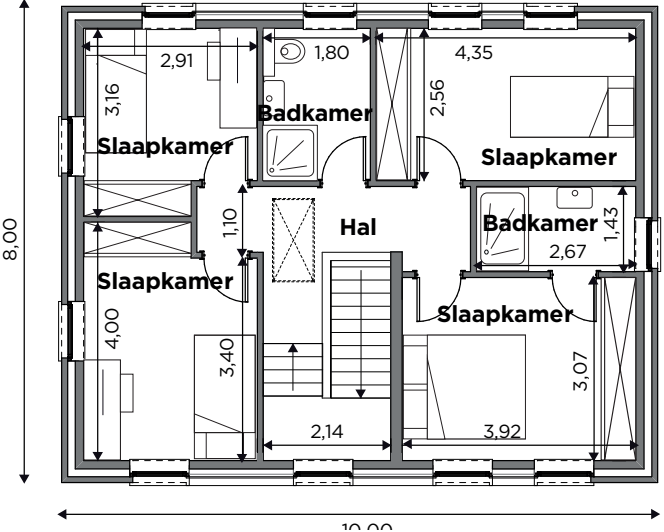 2,91
1,80
4,35
3,16
2,56
Badkamer
Slaapkamer
Slaapkamer
1,10
Hal
Badkamer
1,43
8,00
2,67
Slaapkamer
Slaapkamer
4,00
3,40
3,07
2,14
3,92
10,00